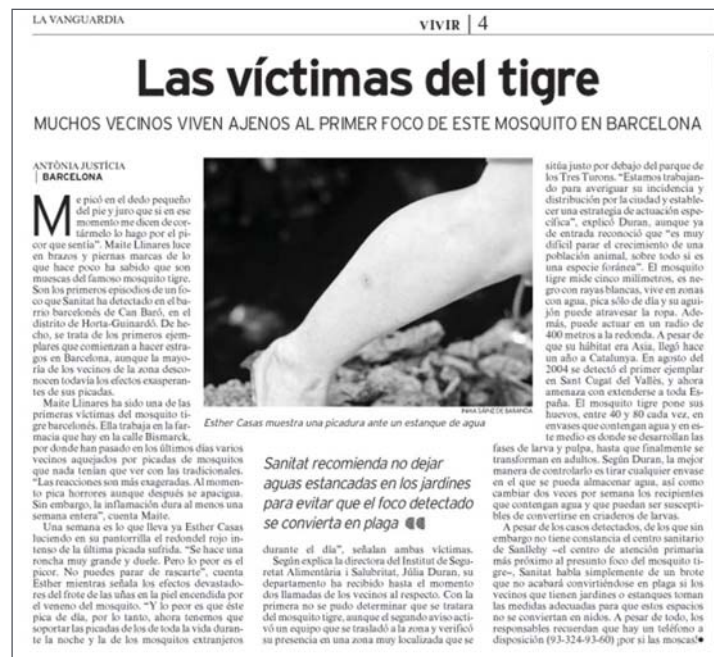 LA VANGUARDIA
VIVIR | 4
Las víctimas del tigre
MUCHOS VECINOS VIVEN AJENOS AL PRIMER FOCO DE ESTE MOSQUITO EN BARCELONA
ANTÒNIA JUSTÍCIA
| BARCELONA
Me picó en el dedo pequeño
del pie y juro que si en ese
momento me dicen de cor-
tármelo lo hago por el pi-
cor que sentía”. Maite Llinares luce
en brazos y piernas marcas de lo
que hace poco ha sabido que son
muescas del famoso mosquito tigre.
Son los primeros episodios de un fo-
co que Sanitat ha detectado en el ba-
rrio barcelonés de Can Baró, en el
distrito de Horta-Guinardó. De he-
cho, se trata de los primeros ejem-
plares que comienzan a hacer estra-
gos en Barcelona, aunque la mayo-
ría de los vecinos de la zona desco-
nocen todavía los efectos exasperan-
tes de sus picadas.
Maite Llinares ha sido una de las
primeras víctimas del mosquito ti-
gre barcelonés. Ella trabaja en la far-
macia que hay en la calle Bismarck,
por donde han pasado en los últimos días varios
vecinos aquejados por picadas de mosquitos
que nada tenían que ver con las tradicionales.
“Las reacciones son más exageradas. Al momen-
to pica horrores aunque después se apacigua.
Sin embargo, la inflamación dura al menos una
semana entera”, cuenta Maite.
Una semana es lo que lleva ya Esther Casas
luciendo en su pantorrilla el redondel rojo in-
tenso de la última picada sufrida. “Se hace una
roncha muy grande y duele. Pero lo peor es el
picor. No puedes parar de rascarte”, cuenta
Esther mientras señala los efectos devastado-
res del frote de las uñas en la piel encendida por
el veneno del mosquito. “Y lo peor es que éste
pica de día, por lo tanto, ahora tenemos que
soportar las picadas de los de toda la vida duran-
te la noche y la de los mosquitos extranjeros
INMA SÁINZ DE BARANDA
Esther Casas muestra una picadura ante un estanque de agua
Sanitat recomienda no dejar
aguas estancadas en los jardines
para evitar que el foco detectado
se convierta en plaga
durante el día”, señalan ambas víctimas.
Según explica la directora del Institut de Segu-
retat Alimentària i Salubritat, Júlia Duran, su
departamento ha recibido hasta el momento
dos llamadas de los vecinos al respecto. Con la
primera no se pudo determinar que se tratara
del mosquito tigre, aunque el segundo aviso acti-
vó un equipo que se trasladó a la zona y verificó
su presencia en una zona muy localizada que se
sitúa justo por debajo del parque de
los Tres Turons. “Estamos trabajan-
do para averiguar su incidencia y
distribución por la ciudad y estable-
cer una estrategia de actuación espe-
cífica”, explicó Duran, aunque ya
de entrada reconoció que “es muy
difícil parar el crecimiento de una
población animal, sobre todo si es
una especie foránea”. El mosquito
tigre mide cinco milímetros, es ne-
gro con rayas blancas, vive en zonas
con agua, pica sólo de día y su agui-
jón puede atravesar la ropa. Ade-
más, puede actuar en un radio de
400 metros a la redonda. A pesar de
que su hábitat era Asia, llegó hace
un año a Catalunya. En agosto del
2004 se detectó el primer ejemplar
en Sant Cugat del Vallès, y ahora
amenaza con extenderse a toda Es-
paña. El mosquito tigre pone sus
huevos, entre 40 y 80 cada vez, en
envases que contengan agua y en es-
te medio es donde se desarrollan las
fases de larva y pulpa, hasta que finalmente se
transforman en adultos. Según Duran, la mejor
manera de controlarlo es tirar cualquier envase
en el que se pueda almacenar agua, así como
cambiar dos veces por semana los recipientes
que contengan agua y que puedan ser suscepti-
bles de convertirse en criaderos de larvas.
A pesar de los casos detectados, de los que sin
embargo no tiene constancia el centro sanitario
de Sanllehy –el centro de atención primaria
más próximo al presunto foco del mosquito ti-
gre–, Sanitat habla simplemente de un brote
que no acabará convirtiéndose en plaga si los
vecinos que tienen jardines o estanques toman
las medidas adecuadas para que estos espacios
no se conviertan en nidos. A pesar de todo, los
responsables recuerdan que hay un teléfono a
disposición (93-324-93-60) ¡por si las moscas!●